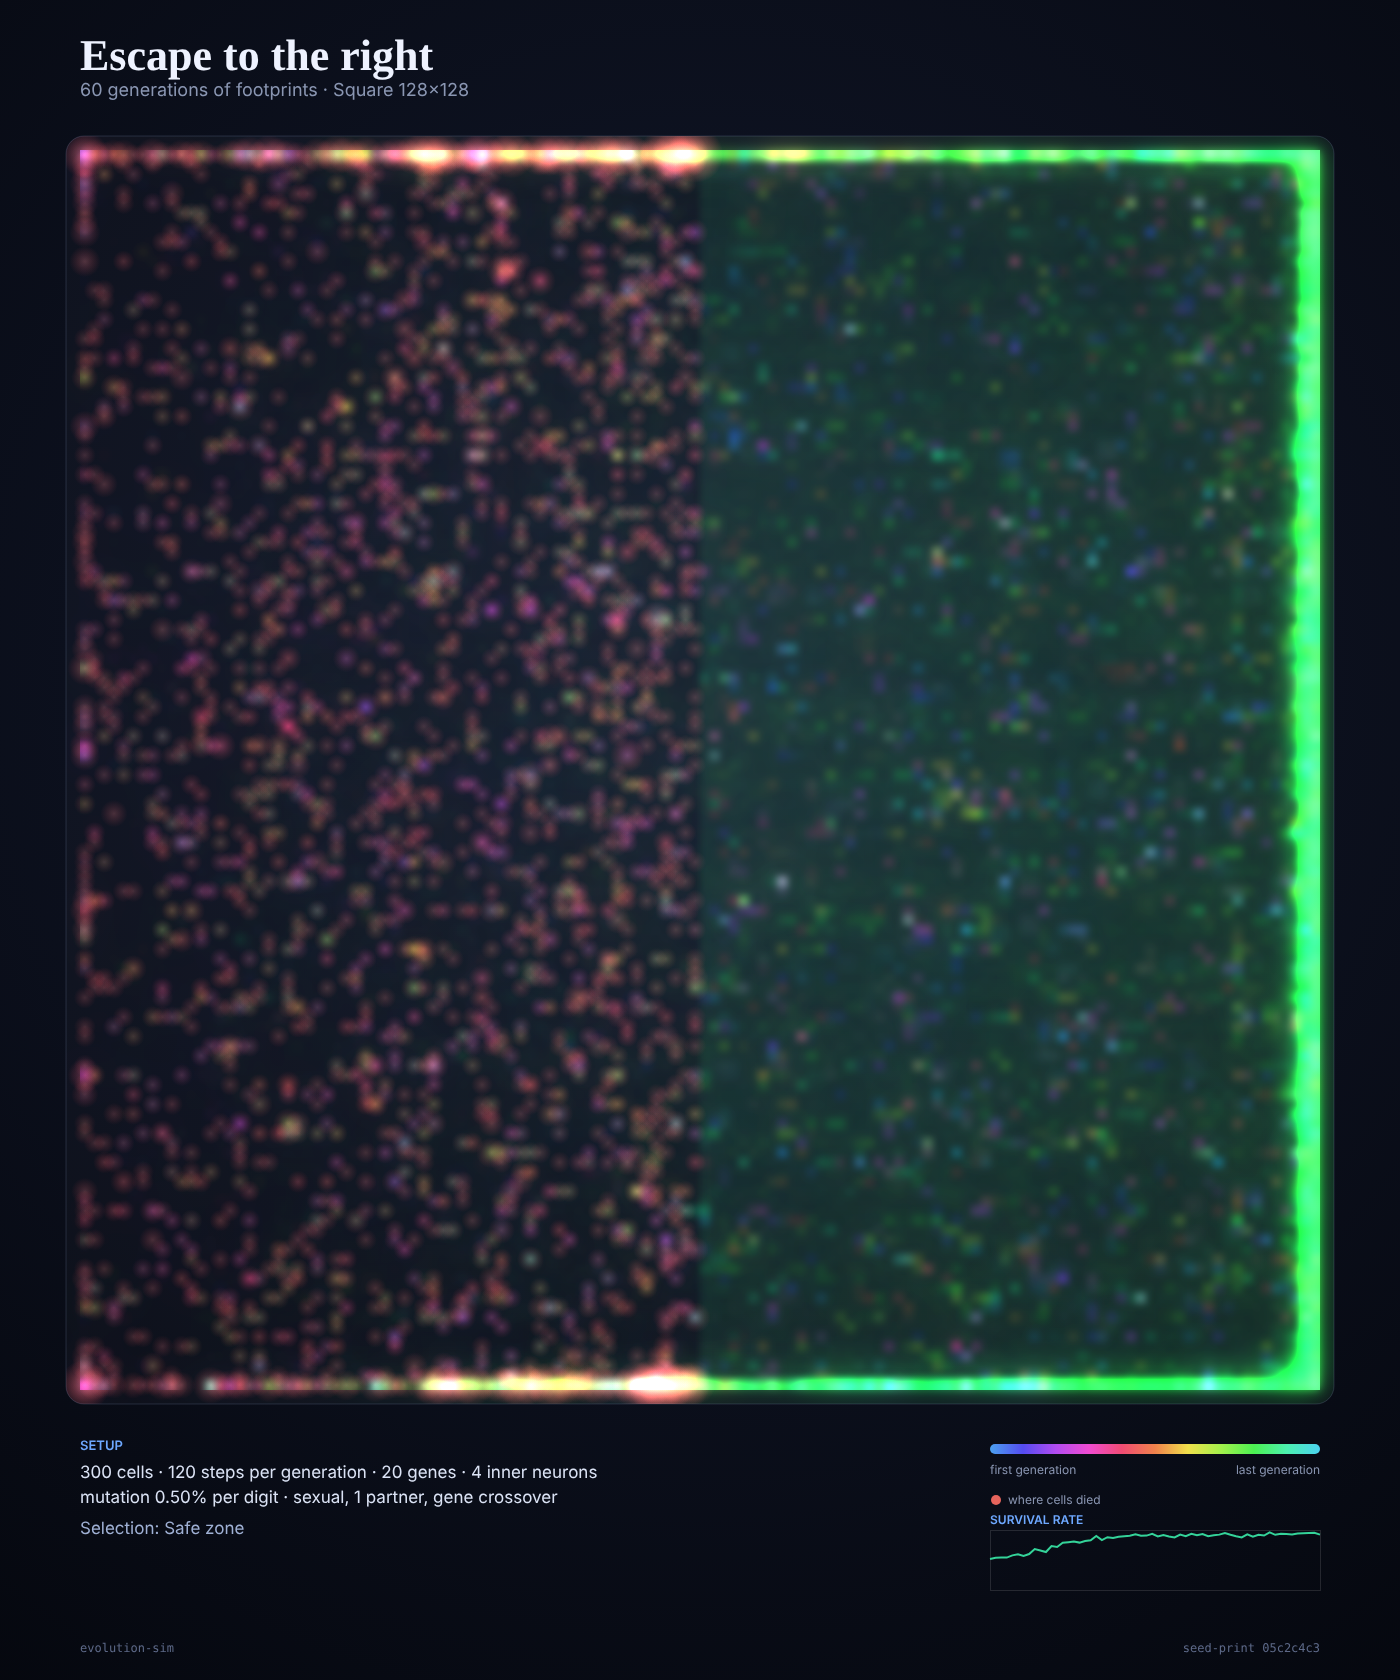 Escape to the right
60 generations of footprints · Square 128×128
SETUP
300 cells · 120 steps per generation · 20 genes · 4 inner neurons
mutation 0.50% per digit · sexual, 1 partner, gene crossover
Selection: Safe zone
first generation last generation
where cells died
SURVIVAL RATE
evolution-sim seed-print 05c2c4c3